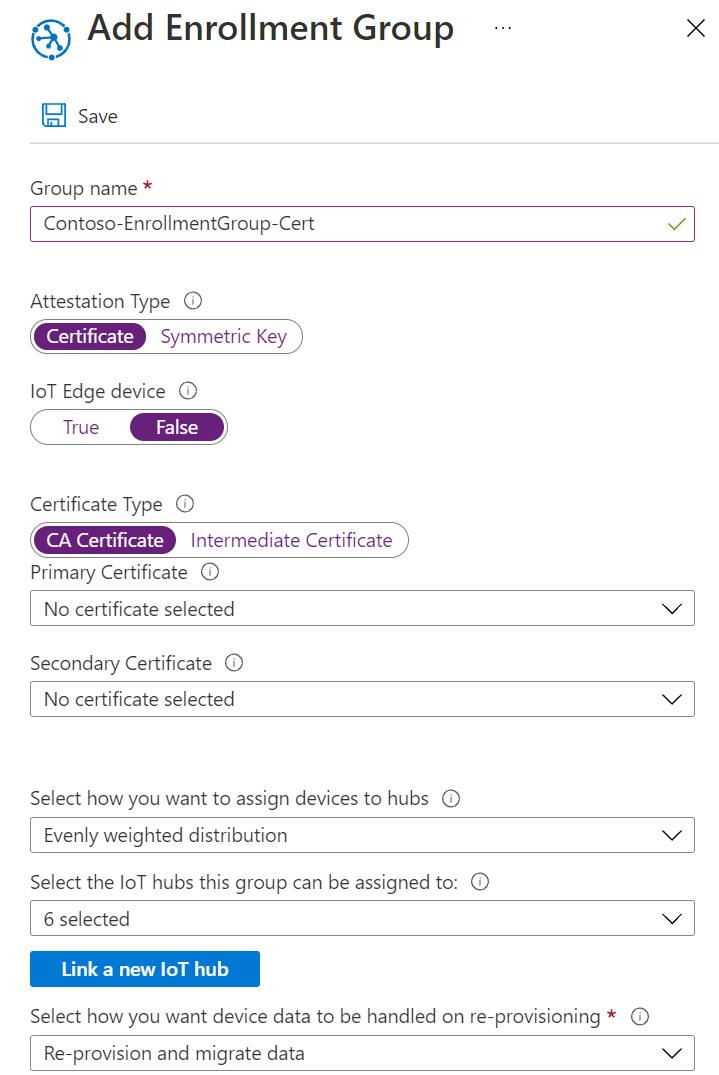 Add Enrollment Group ...
Save
Group name *
Contoso-EnrollmentGroup-Cert
Attestation Type
Certificate Symmetric Key
IoT Edge device
True False
Certificate Type
CA Certificate Intermediate Certificate
Primary Certificate
No certificate selected
Secondary Certificate
No certificate selected
Select how you want to assign devices to hubs
Evenly weighted distribution
Select the IoT hubs this group can be assigned to:
6 selected
Link a new IoT hub
Select how you want device data to be handled on re-provisioning *
Re-provision and migrate data